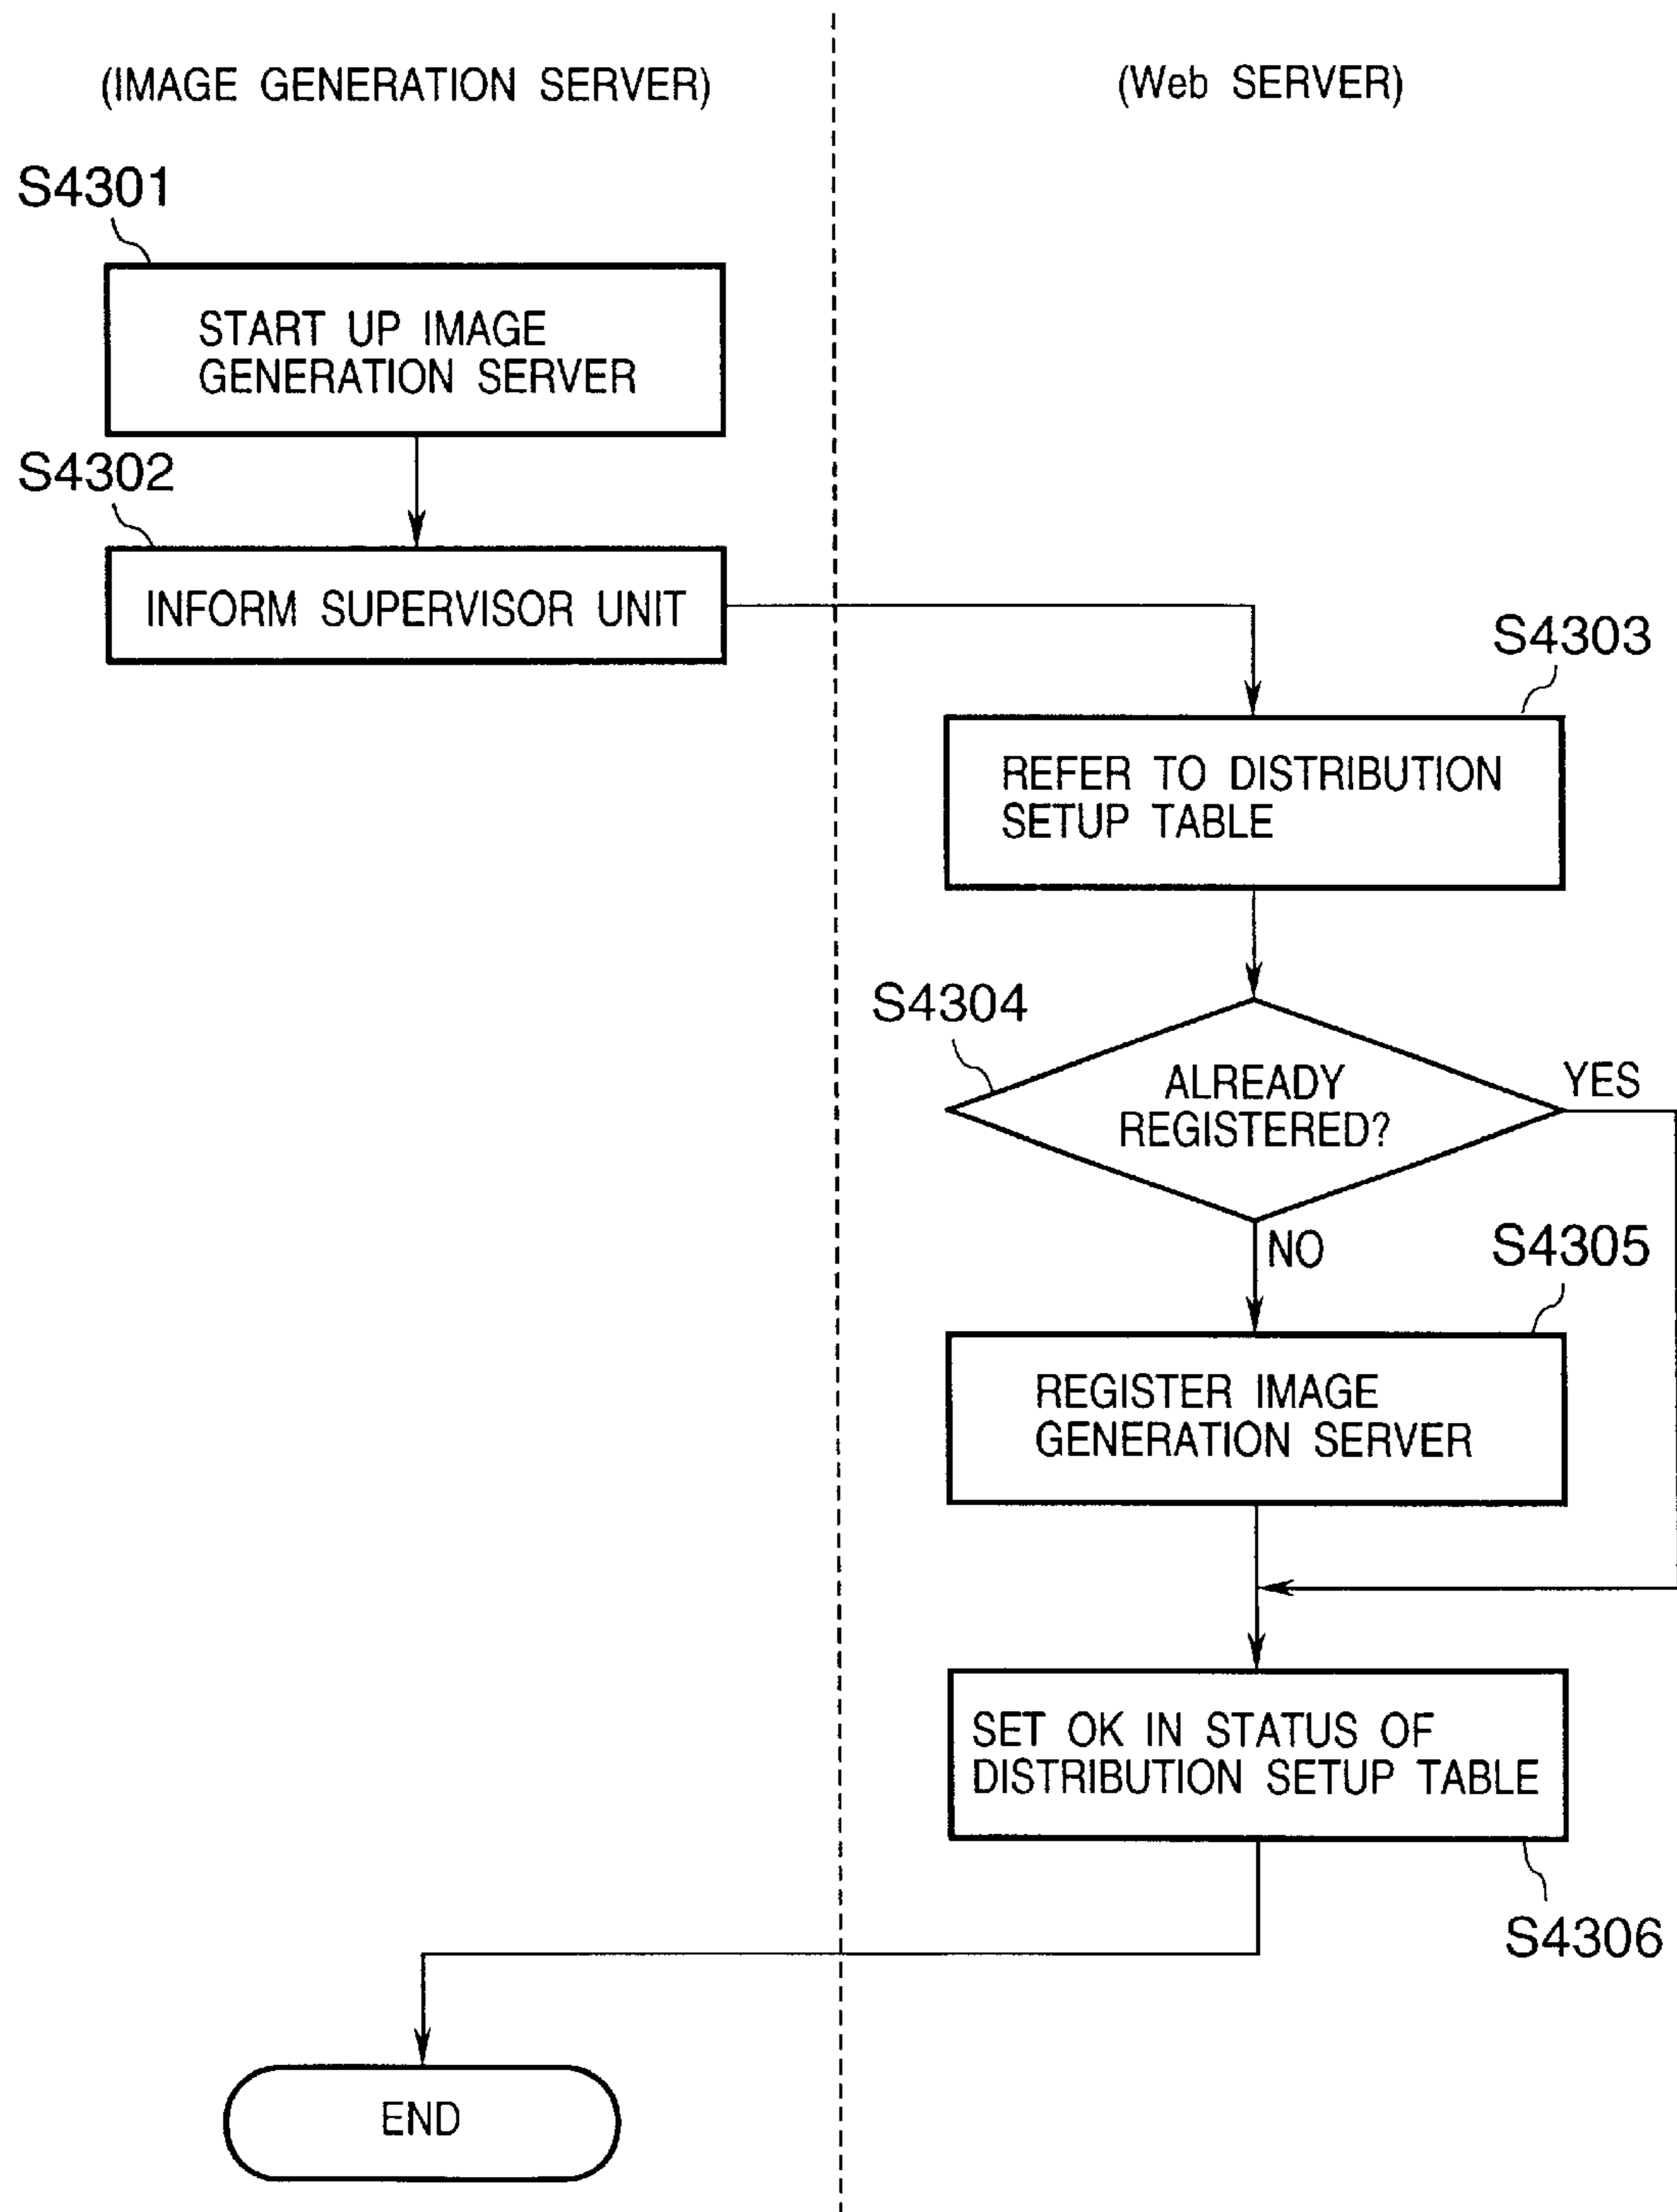 (IMAGE GENERATION SERVER)
(Web SERVER)
S4301
START UP IMAGE
GENERATION SERVER
S4302
INFORM SUPERVISOR UNIT
S4303
REFER TO DISTRIBUTION
SETUP TABLE
S4304
ALREADY
REGISTERED?
YES
NO
S4305
REGISTER IMAGE
GENERATION SERVER
SET OK IN STATUS OF
DISTRIBUTION SETUP TABLE
S4306
END